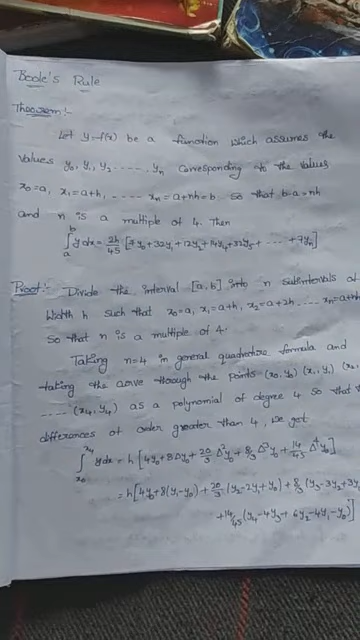 Boole's Rule
Theorem:-
Let y=f(x) be a function which assumes the
values y₀, y₁, y₂ ...... yₙ corresponding to the values
x₀=a, x₁=a+h, ...... xₙ=a+nh=b, so that b-a=nh
and n is a multiple of 4. Then
∫ₐᵇ y dx = 2h/45 [7y₀+32y₁+12y₂+14y₄+32y₅+ ... +7yₙ]
Proof:- Divide the interval [a,b] into n subintervals of
width h such that x₀=a, x₁=a+h, x₂=a+2h .... xₙ=a+nh
so that n is a multiple of 4.
Taking n=4 in general quadrature formula and
taking the curve through the points (x₀,y₀) (x₁,y₁) (x₂,
.... (x₄,y₄) as a polynomial of degree 4 so that
differences of order greater than 4, we get
∫ₓ₀ˣ⁴ y dx = h[4y₀+8Δy₀+20/3 Δ²y₀+8/3 Δ³y₀+14/45 Δ⁴y₀]
= h[4y₀+8(y₁-y₀)+20/3 (y₂-2y₁+y₀)+8/3 (y₃-3y₂+3y₁
+14/45 (y₄-4y₃+6y₂-4y₁-y₀)]